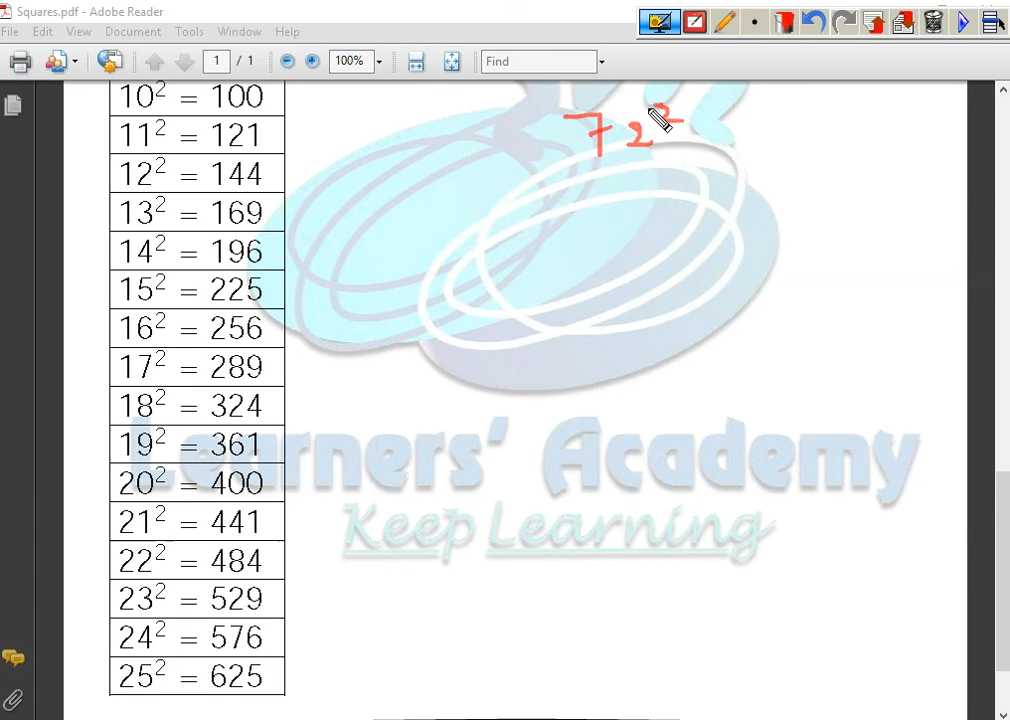 Squares.pdf - Adobe Reader
File Edit View Document Tools Window Help
1 / 1 100% Find
10² = 100
72²
11² = 121
12² = 144
13² = 169
14² = 196
15² = 225
16² = 256
17² = 289
18² = 324
19² = 361
Learners' Academy
20² = 400
21² = 441
Keep Learning
22² = 484
23² = 529
24² = 576
25² = 625